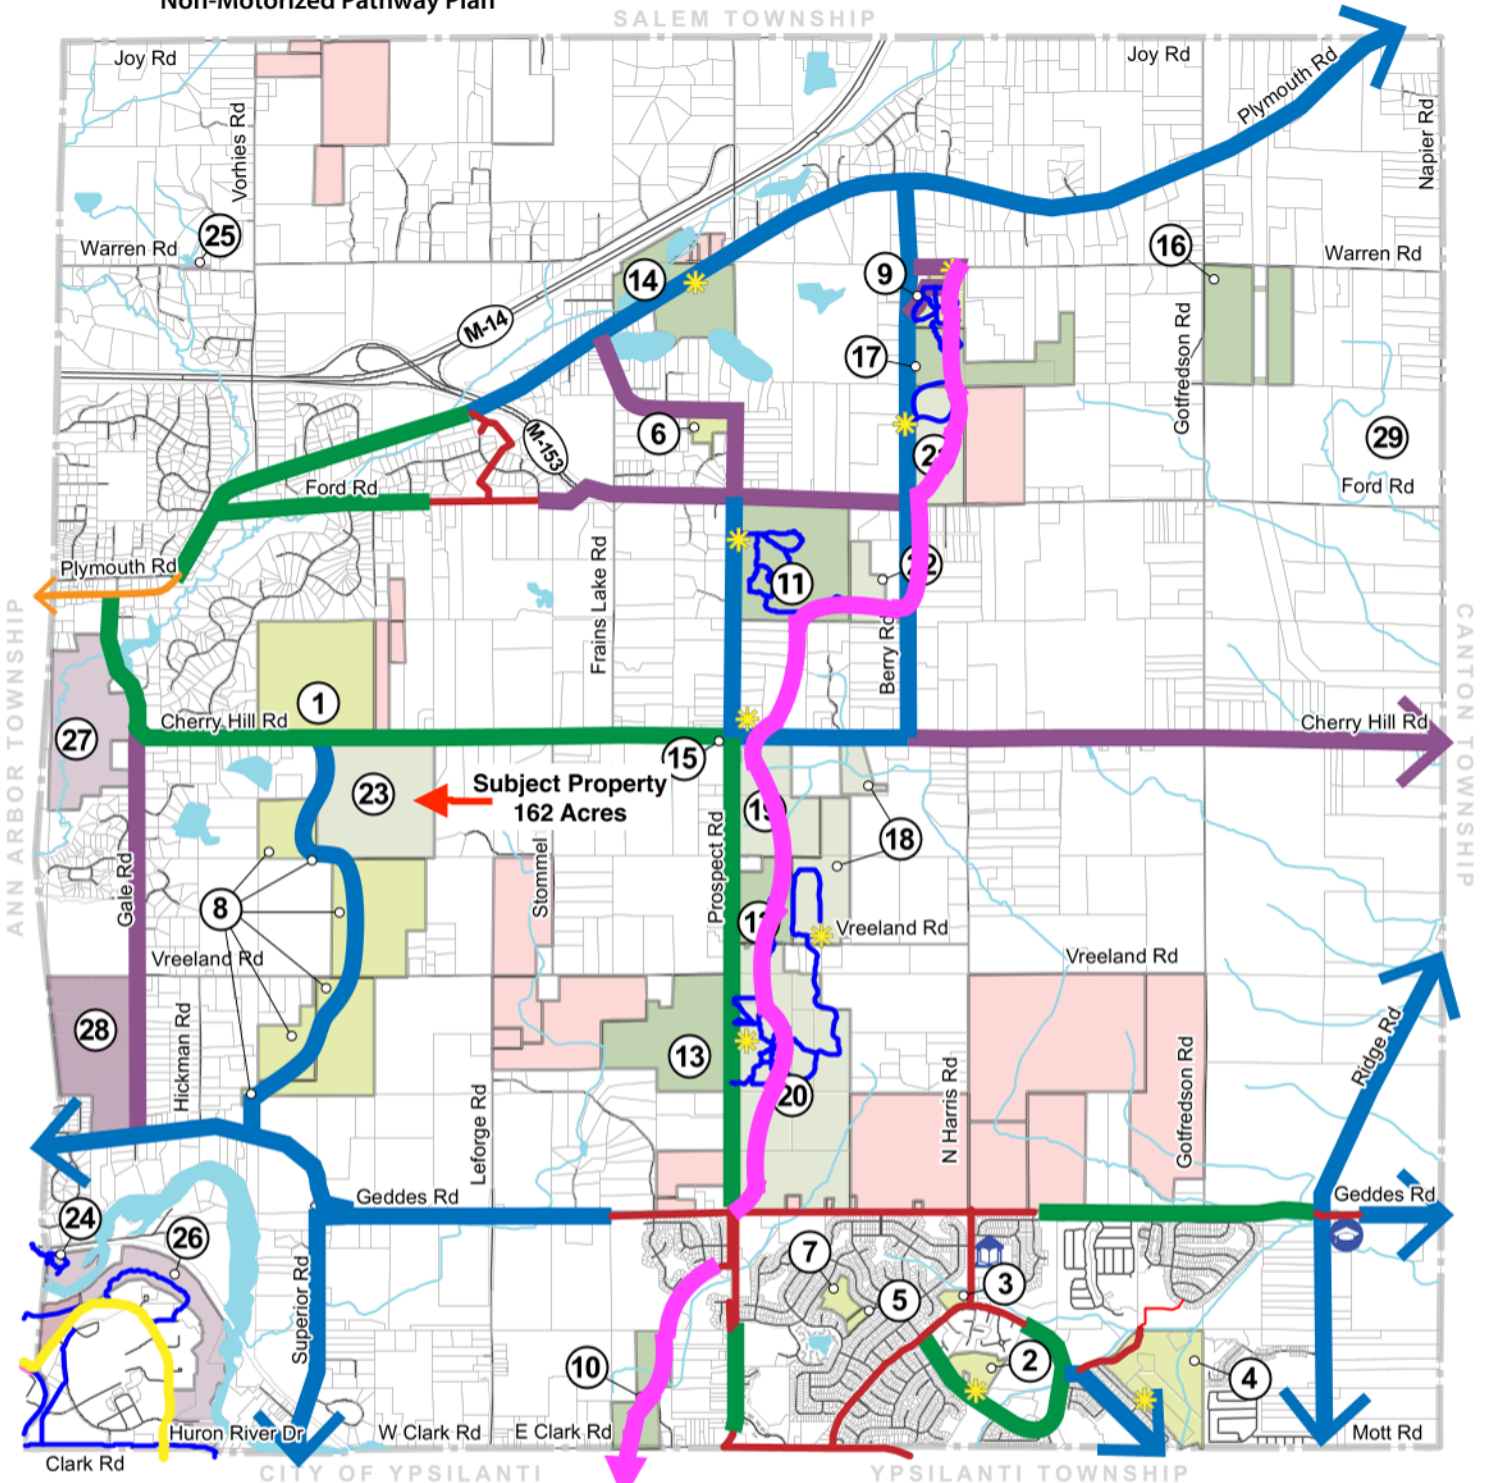 Non-Motorized Pathway Plan
SALEM TOWNSHIP
Joy Rd
Joy Rd
Plymouth Rd
Vorhies Rd
Napier Rd
25
Warren Rd
16
Warren Rd
14
9
M-14
17
Gotfredson Rd
6
M-153
29
Ford Rd
Ford Rd
Plymouth Rd
Frains Lake Rd
11
22
Berry Rd
ANN ARBOR TOWNSHIP
CANTON TOWNSHIP
1
Cherry Hill Rd
Cherry Hill Rd
27
15
23
Subject Property
162 Acres
19
18
Gale Rd
Stommel
Prospect Rd
8
Vreeland Rd
Vreeland Rd
Vreeland Rd
28
Hickman Rd
13
20
N Harris Rd
Gotfredson Rd
Ridge Rd
Leforge Rd
Geddes Rd
Geddes Rd
24
26
7
3
5
Superior Rd
10
2
4
Huron River Dr
W Clark Rd
E Clark Rd
Mott Rd
Clark Rd
CITY OF YPSILANTI
YPSILANTI TOWNSHIP